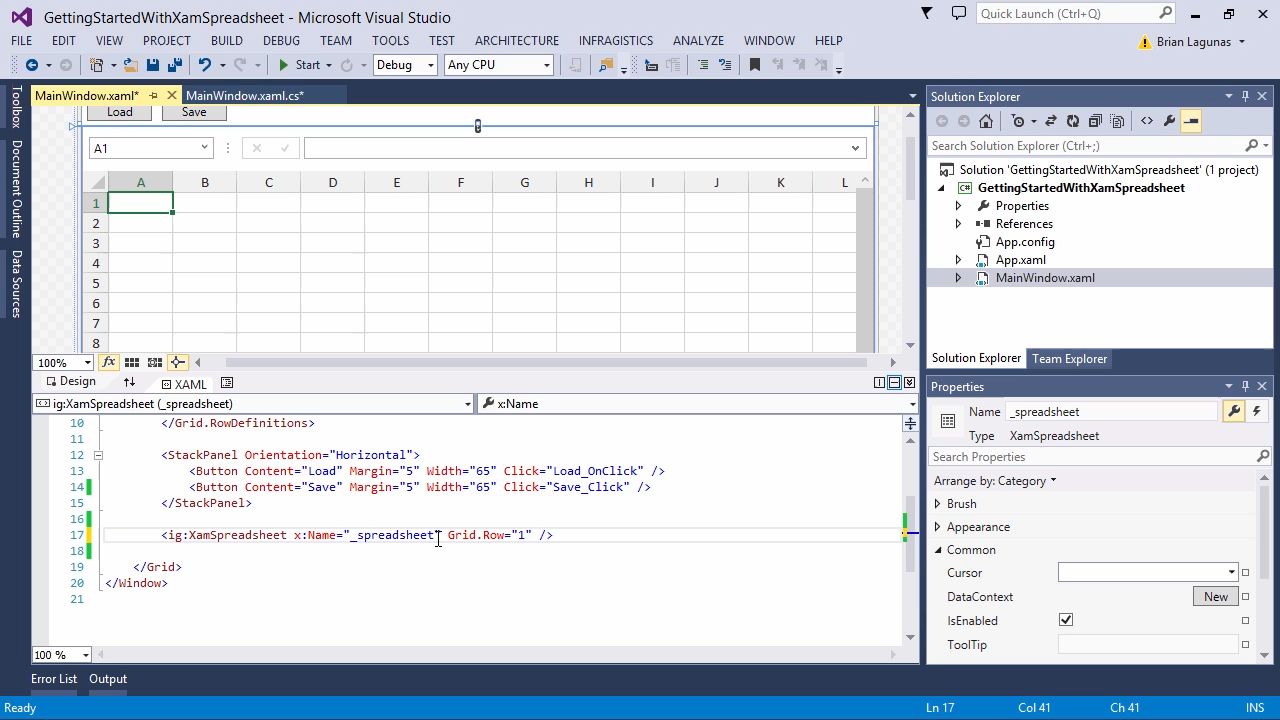 GettingStartedWithXamSpreadsheet - Microsoft Visual Studio
Quick Launch (Ctrl+Q)
FILE EDIT VIEW PROJECT BUILD DEBUG TEAM TOOLS TEST ARCHITECTURE INFRAGISTICS ANALYZE WINDOW HELP
Brian Lagunas
Start Debug Any CPU
Toolbox
Document Outline
Data Sources
MainWindow.xaml* MainWindow.xaml.cs*
Load Save
A1
A B C D E F G H I J K L
1
2
3
4
5
6
7
8
100% fx
Design XAML
ig:XamSpreadsheet (_spreadsheet) x:Name
10 </Grid.RowDefinitions>
11
12 <StackPanel Orientation="Horizontal">
13 <Button Content="Load" Margin="5" Width="65" Click="Load_OnClick" />
14 <Button Content="Save" Margin="5" Width="65" Click="Save_Click" />
15 </StackPanel>
16
17 <ig:XamSpreadsheet x:Name="_spreadsheet" Grid.Row="1" />
18
19 </Grid>
20 </Window>
21
100 %
Solution Explorer
Search Solution Explorer (Ctrl+;)
Solution 'GettingStartedWithXamSpreadsheet' (1 project)
C# GettingStartedWithXamSpreadsheet
Properties
References
App.config
App.xaml
MainWindow.xaml
Solution Explorer Team Explorer
Properties
Name _spreadsheet
Type XamSpreadsheet
Search Properties
Arrange by: Category
Brush
Appearance
Common
Cursor
DataContext New
IsEnabled
ToolTip
Error List Output
Ready Ln 17 Col 41 Ch 41 INS